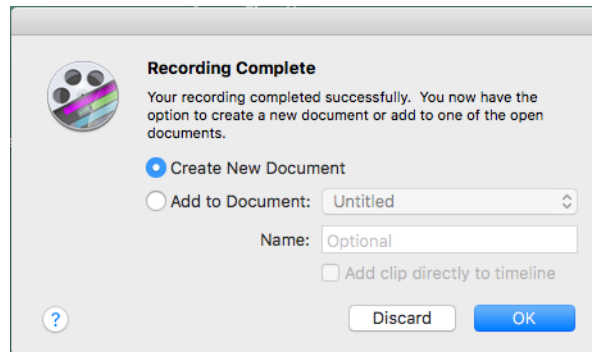 Recording Complete
Your recording completed successfully.  You now have the
option to create a new document or add to one of the open
documents.
Create New Document
Add to Document: Untitled
Name: Optional
Add clip directly to timeline
? Discard OK